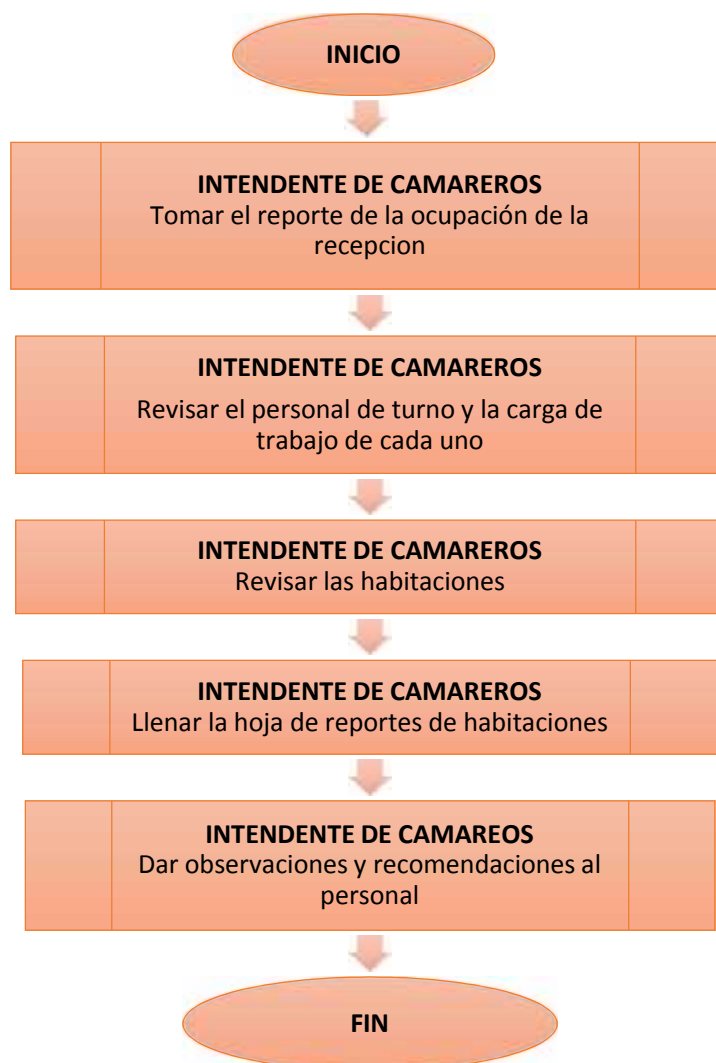 INICIO
INTENDENTE DE CAMAREROS
Tomar el reporte de la ocupación de la
recepcion
INTENDENTE DE CAMAREROS
Revisar el personal de turno y la carga de
trabajo de cada uno
INTENDENTE DE CAMAREROS
Revisar las habitaciones
INTENDENTE DE CAMAREROS
Llenar la hoja de reportes de habitaciones
INTENDENTE DE CAMAREOS
Dar observaciones y recomendaciones al
personal
FIN